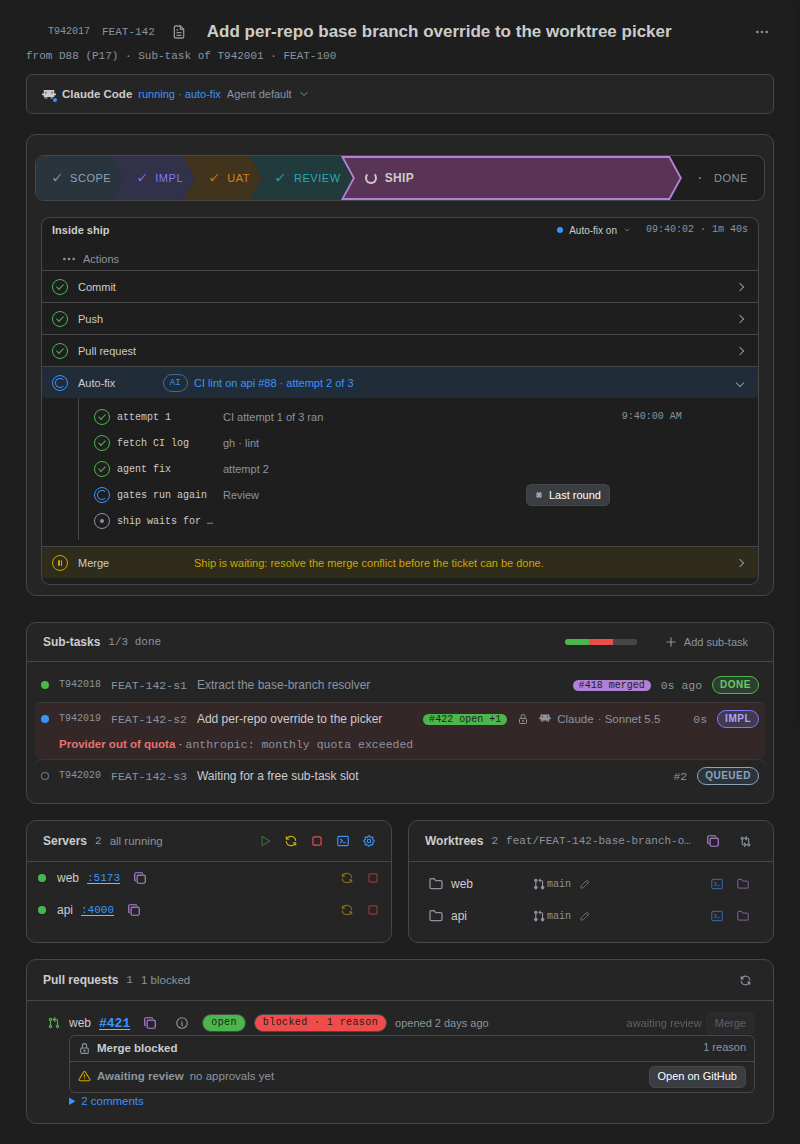 T942017 FEAT-142 Add per-repo base branch override to the worktree picker
from D88 (P17) · Sub-task of T942001 · FEAT-100
Claude Code running · auto-fix Agent default
SCOPE IMPL UAT REVIEW SHIP DONE
Inside ship Auto-fix on 09:40:02 · 1m 40s
Actions
Commit
Push
Pull request
Auto-fix AI CI lint on api #88 · attempt 2 of 3
attempt 1 CI attempt 1 of 3 ran 9:40:00 AM
fetch CI log gh · lint
agent fix attempt 2
gates run again Review Last round
ship waits for …
Merge Ship is waiting: resolve the merge conflict before the ticket can be done.
Sub-tasks 1/3 done Add sub-task
T942018 FEAT-142-s1 Extract the base-branch resolver #418 merged 0s ago DONE
T942019 FEAT-142-s2 Add per-repo override to the picker #422 open +1 Claude · Sonnet 5.5 0s IMPL
Provider out of quota · anthropic: monthly quota exceeded
T942020 FEAT-142-s3 Waiting for a free sub-task slot #2 QUEUED
Servers 2 all running
web :5173
api :4000
Worktrees 2 feat/FEAT-142-base-branch-o…
web main
api main
Pull requests 1 1 blocked
web #421 open blocked · 1 reason opened 2 days ago awaiting review Merge
Merge blocked 1 reason
Awaiting review no approvals yet Open on GitHub
2 comments